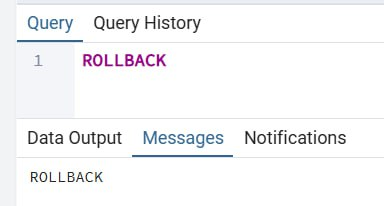 Query Query History
1 ROLLBACK
Data Output Messages Notifications
ROLLBACK